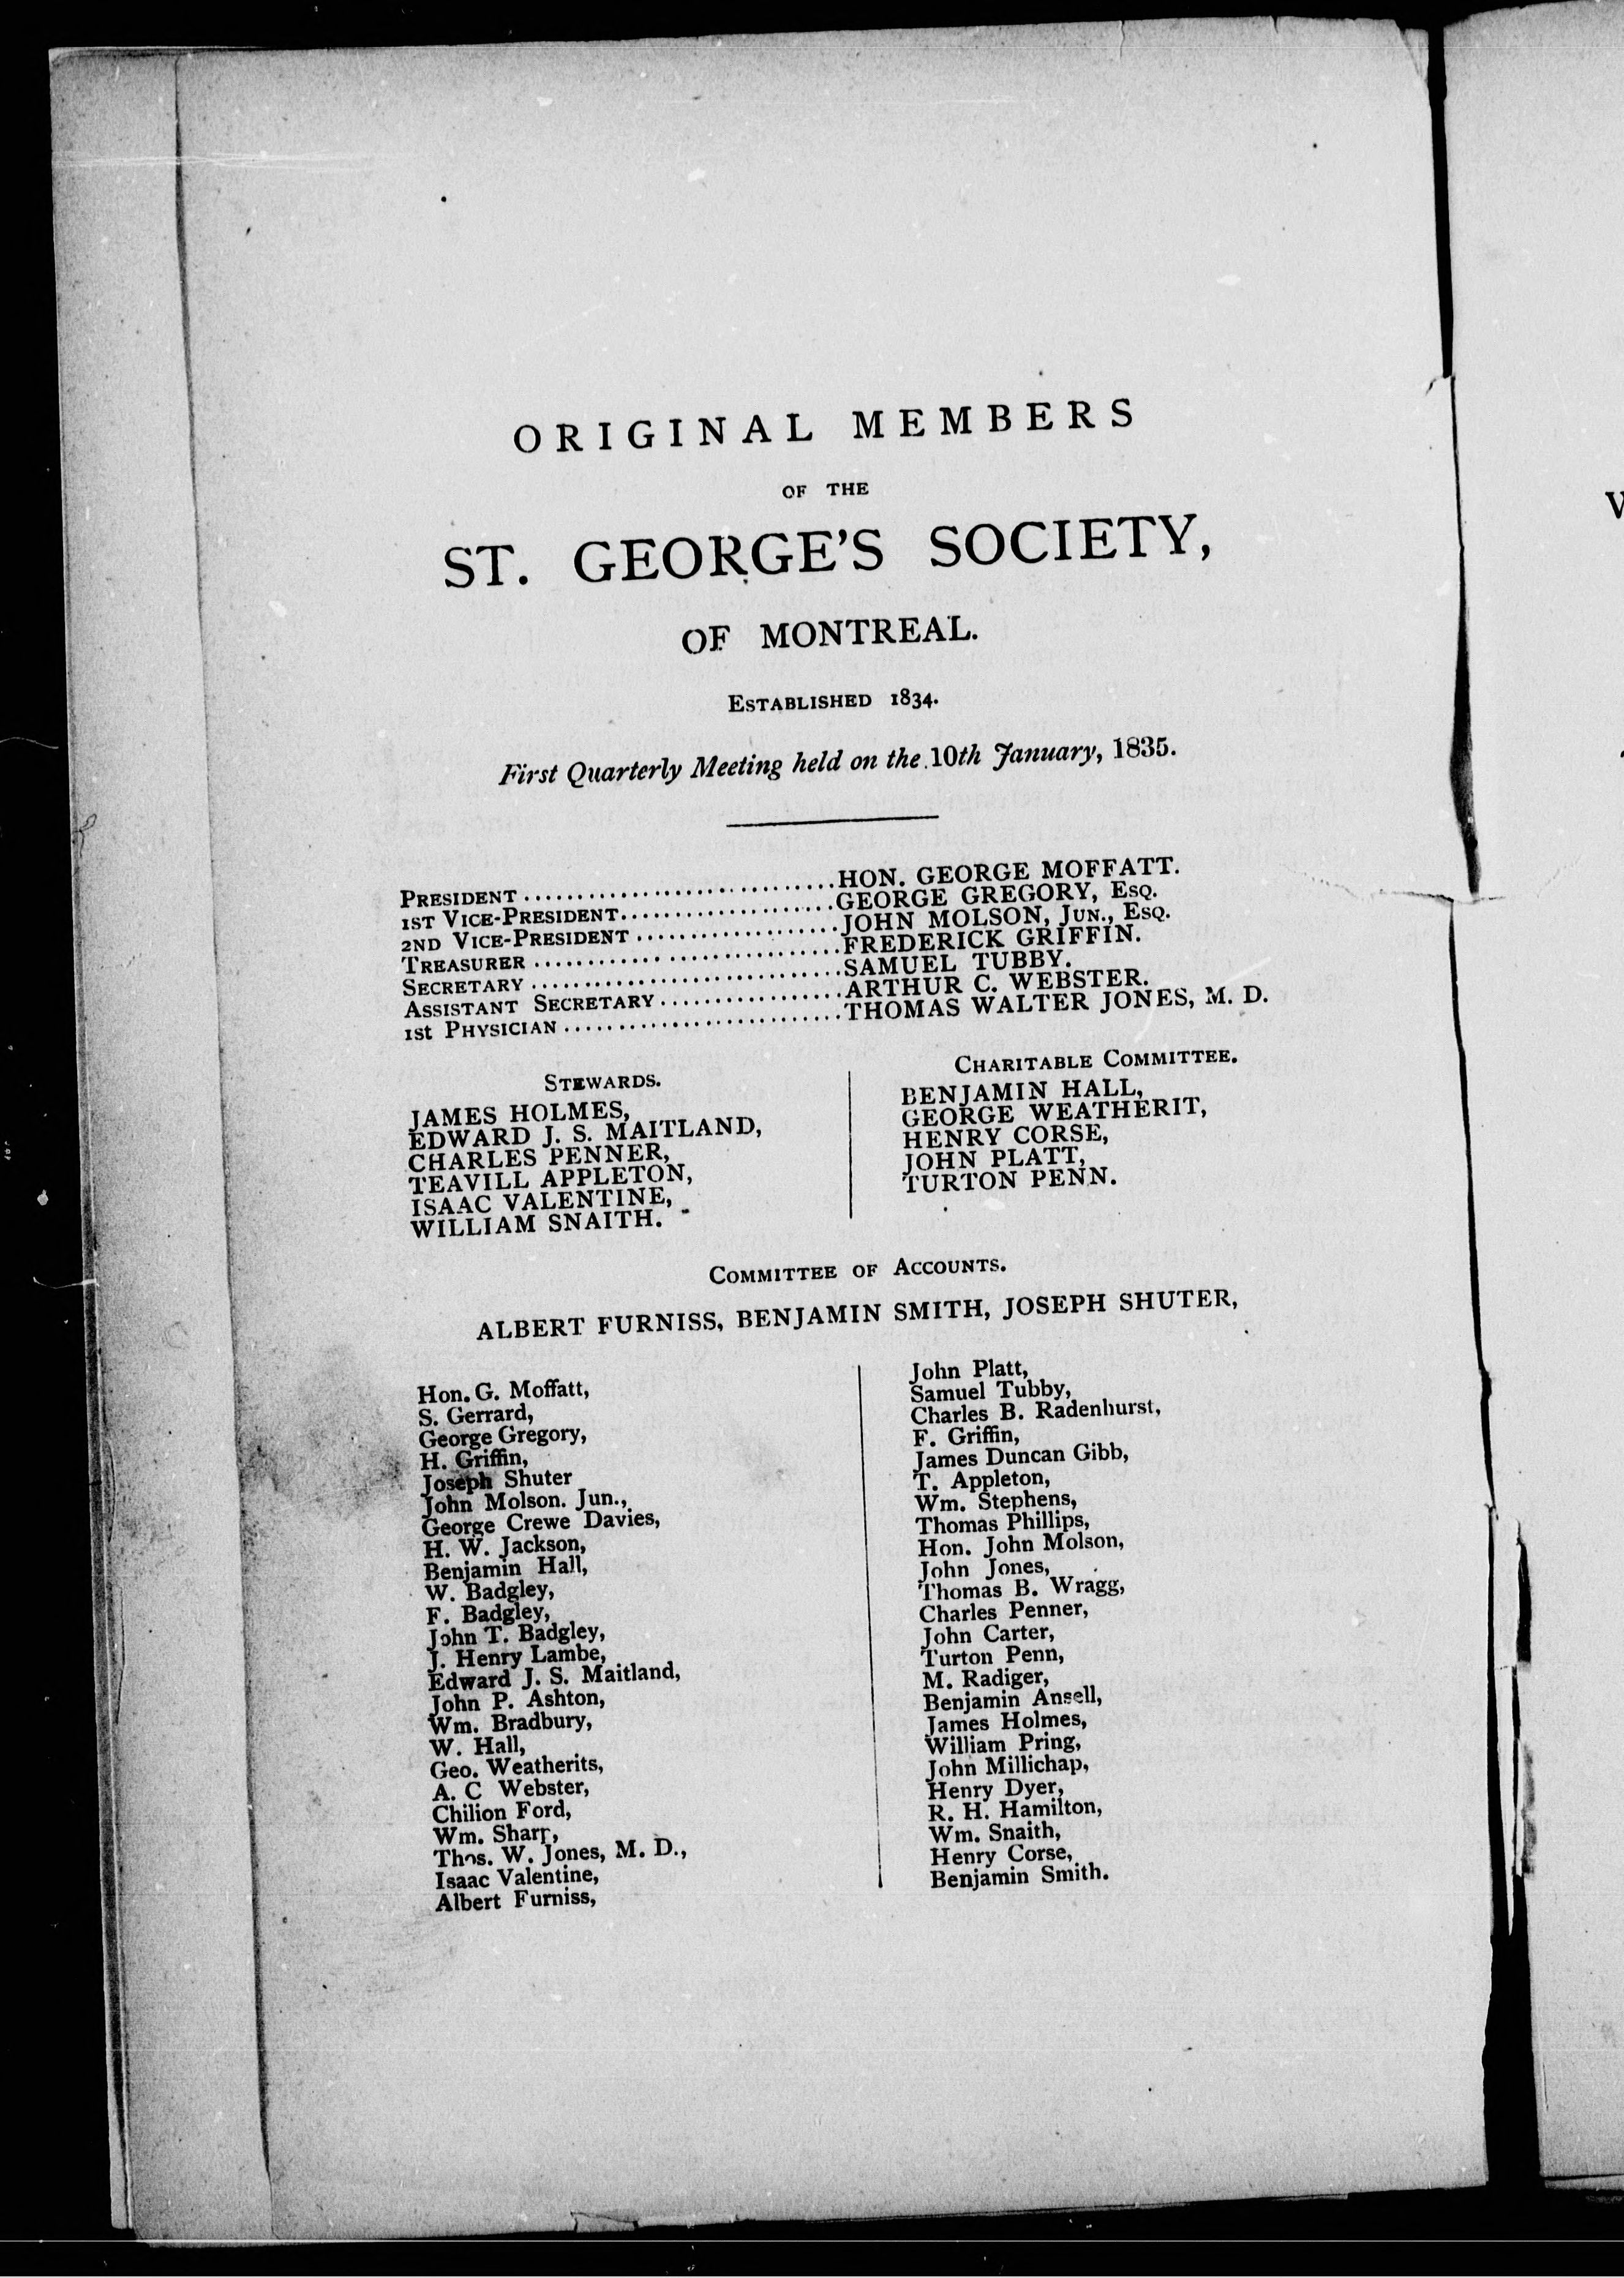 ORIGINAL MEMBERS
OF THE
ST. GEORGE'S SOCIETY,
OF MONTREAL.
ESTABLISHED 1834.
First Quarterly Meeting held on the 10th January, 1835.
PRESIDENT..............................HON. GEORGE MOFFATT.
1ST VICE-PRESIDENT....................GEORGE GREGORY, ESQ.
2ND VICE-PRESIDENT...................JOHN MOLSON, JUN., ESQ.
TREASURER.............................FREDERICK GRIFFIN.
SECRETARY.............................SAMUEL TUBBY.
ASSISTANT SECRETARY.................ARTHUR C. WEBSTER.
1st PHYSICIAN..........................THOMAS WALTER JONES, M. D.
STEWARDS.
JAMES HOLMES,
EDWARD J. S. MAITLAND,
CHARLES PENNER,
TEAVILL APPLETON,
ISAAC VALENTINE,
WILLIAM SNAITH.
CHARITABLE COMMITTEE.
BENJAMIN HALL,
GEORGE WEATHERIT,
HENRY CORSE,
JOHN PLATT,
TURTON PENN.
COMMITTEE OF ACCOUNTS.
ALBERT FURNISS, BENJAMIN SMITH, JOSEPH SHUTER,
Hon. G. Moffatt,
S. Gerrard,
George Gregory,
H. Griffin,
Joseph Shuter
John Molson. Jun.,
George Crewe Davies,
H. W. Jackson,
Benjamin Hall,
W. Badgley,
F. Badgley,
John T. Badgley,
J. Henry Lambe,
Edward J. S. Maitland,
John P. Ashton,
Wm. Bradbury,
W. Hall,
Geo. Weatherits,
A. C Webster,
Chilion Ford,
Wm. Sharp,
Thos. W. Jones, M. D.,
Isaac Valentine,
Albert Furniss,
John Platt,
Samuel Tubby,
Charles B. Radenhurst,
F. Griffin,
James Duncan Gibb,
T. Appleton,
Wm. Stephens,
Thomas Phillips,
Hon. John Molson,
John Jones,
Thomas B. Wragg,
Charles Penner,
John Carter,
Turton Penn,
M. Radiger,
Benjamin Ansell,
James Holmes,
William Pring,
John Millichap,
Henry Dyer,
R. H. Hamilton,
Wm. Snaith,
Henry Corse,
Benjamin Smith.